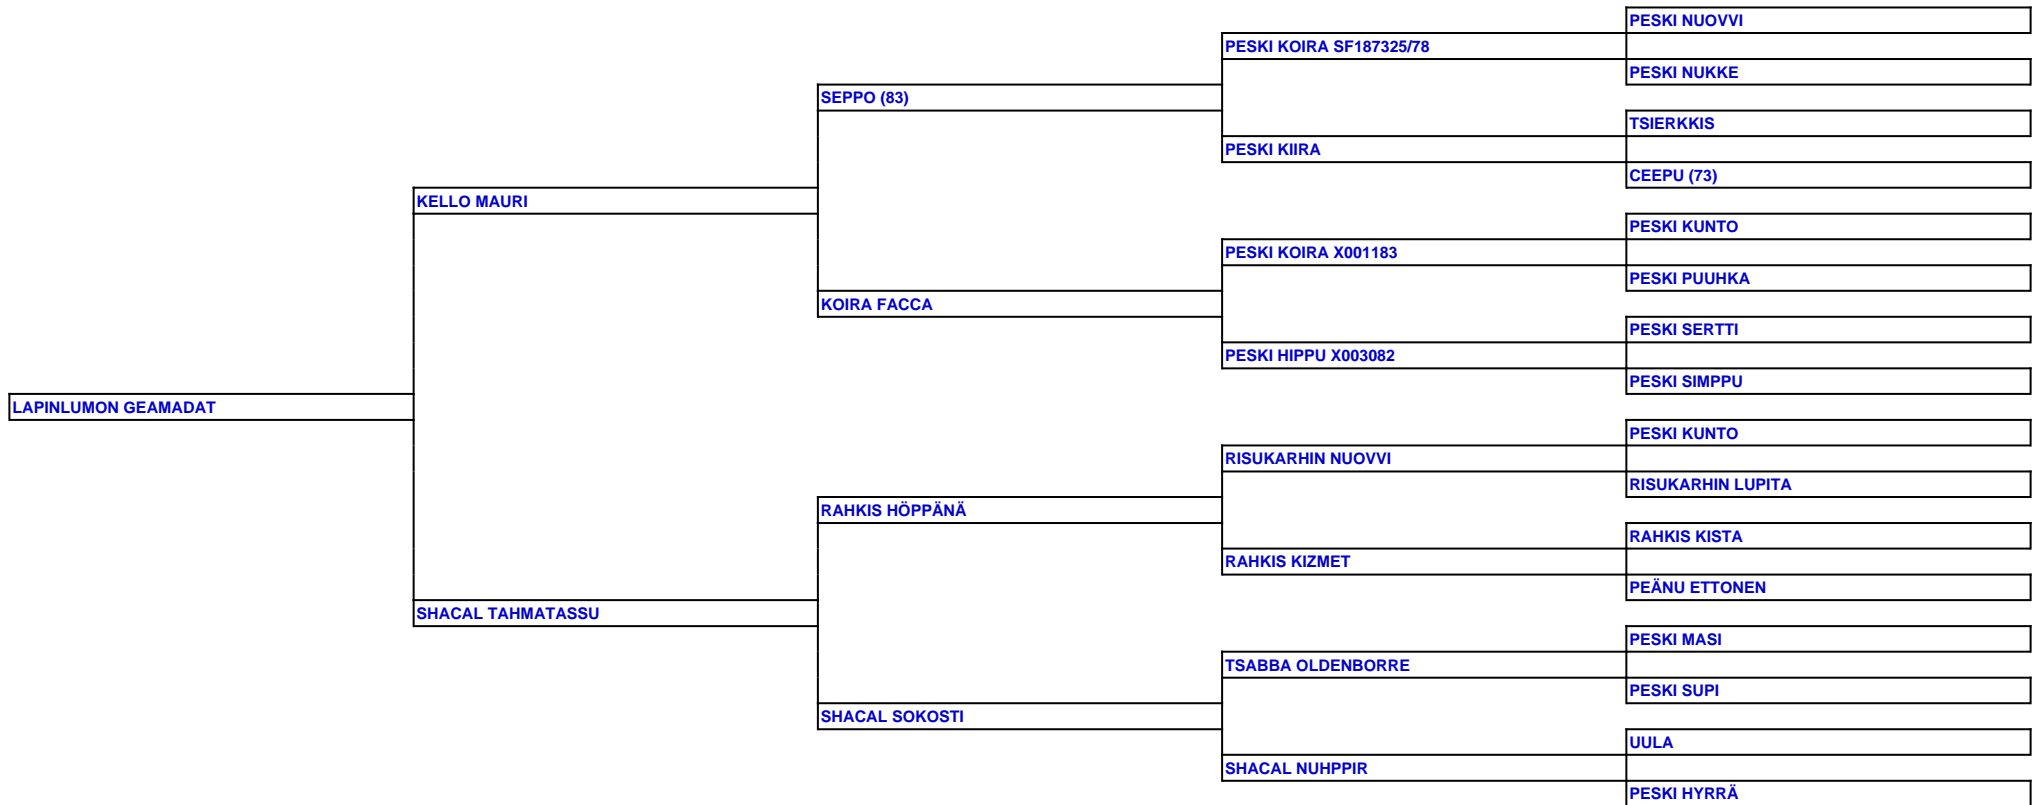 PESKI NUOVVI
PESKI KOIRA SF187325/78
PESKI NUKKE
SEPPO (83)
TSIERKKIS
PESKI KIIRA
CEEPU (73)
KELLO MAURI
PESKI KUNTO
PESKI KOIRA X001183
PESKI PUUHKA
KOIRA FACCA
PESKI SERTTI
PESKI HIPPU X003082
PESKI SIMPPU
LAPINLUMON GEAMADAT
PESKI KUNTO
RISUKARHIN NUOVVI
RISUKARHIN LUPITA
RAHKIS HÖPPÄNÄ
RAHKIS KISTA
RAHKIS KIZMET
PEÄNU ETTONEN
SHACAL TAHMATASSU
PESKI MASI
TSABBA OLDENBORRE
PESKI SUPI
SHACAL SOKOSTI
UULA
SHACAL NUHPPIR
PESKI HYRRÄ